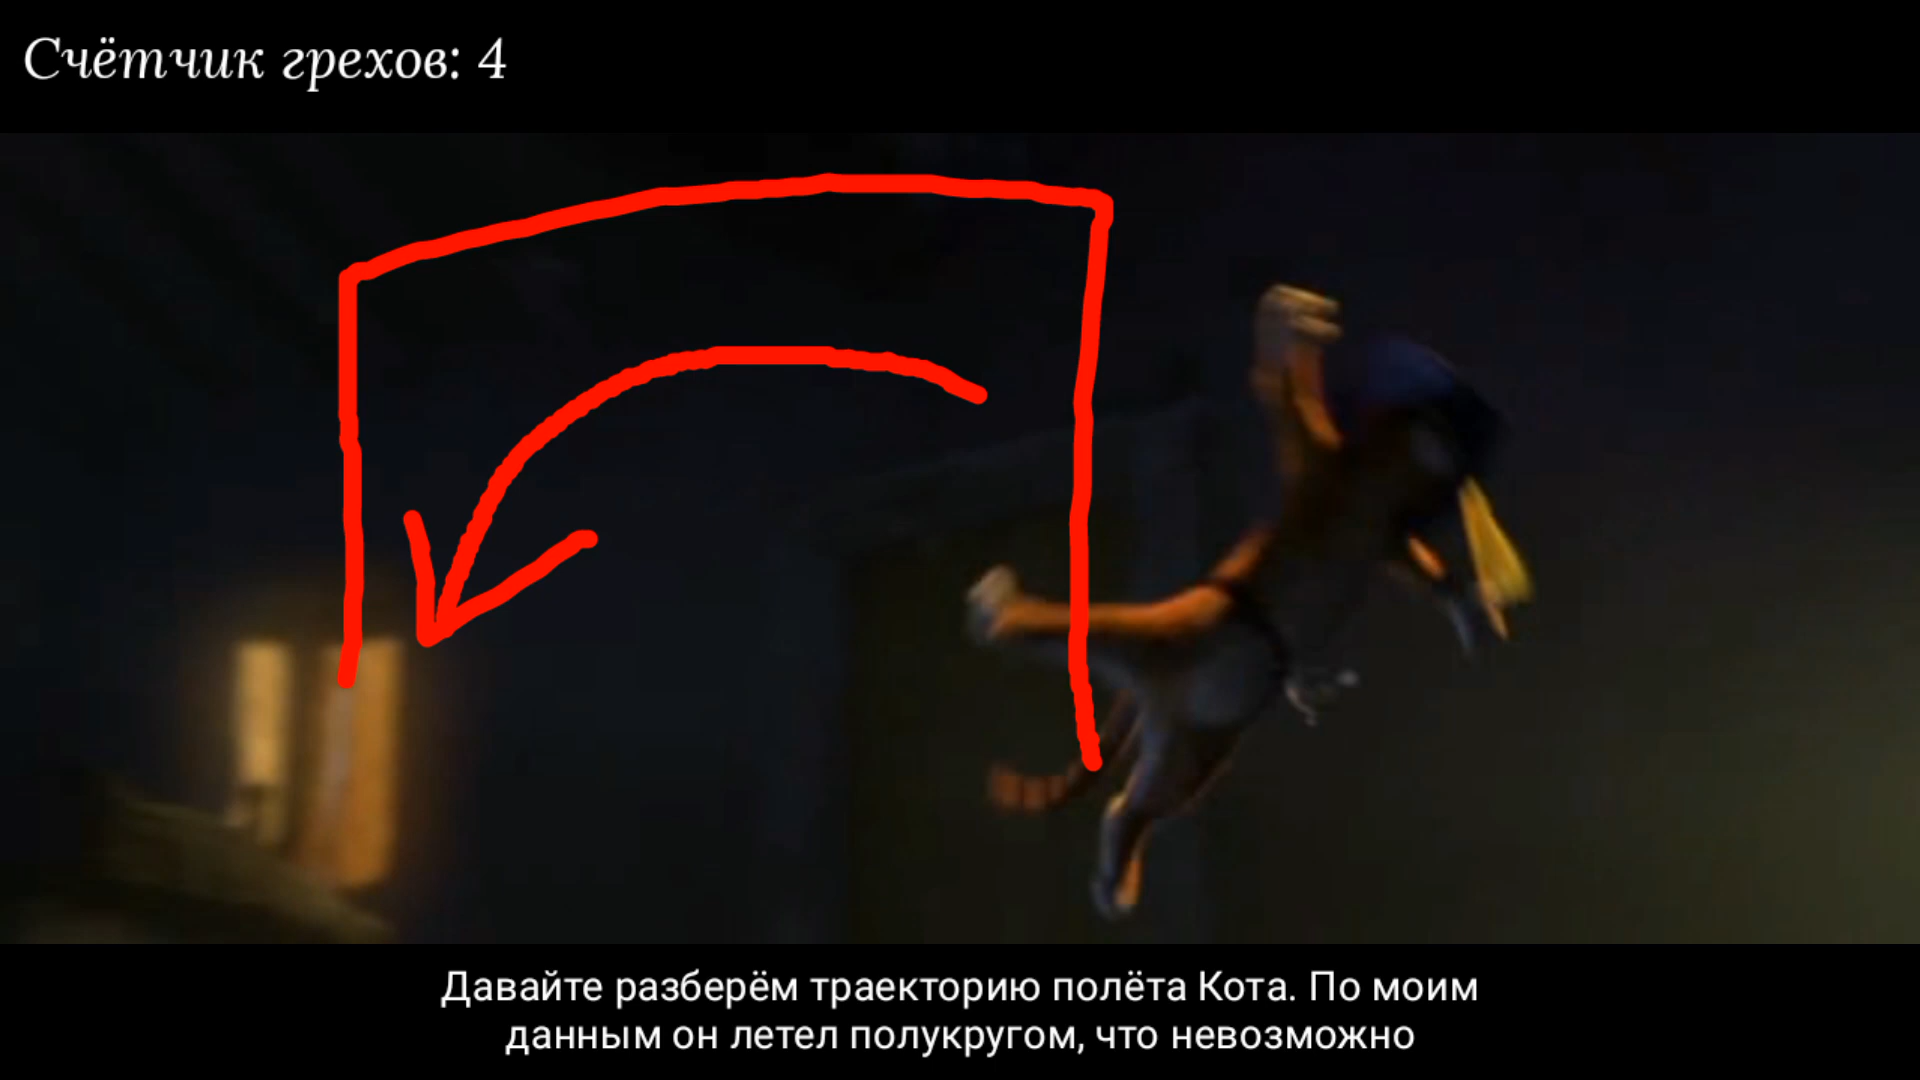 Счётчик грехов: 4
Давайте разберём траекторию полёта Кота. По моим
данным он летел полукругом, что невозможно